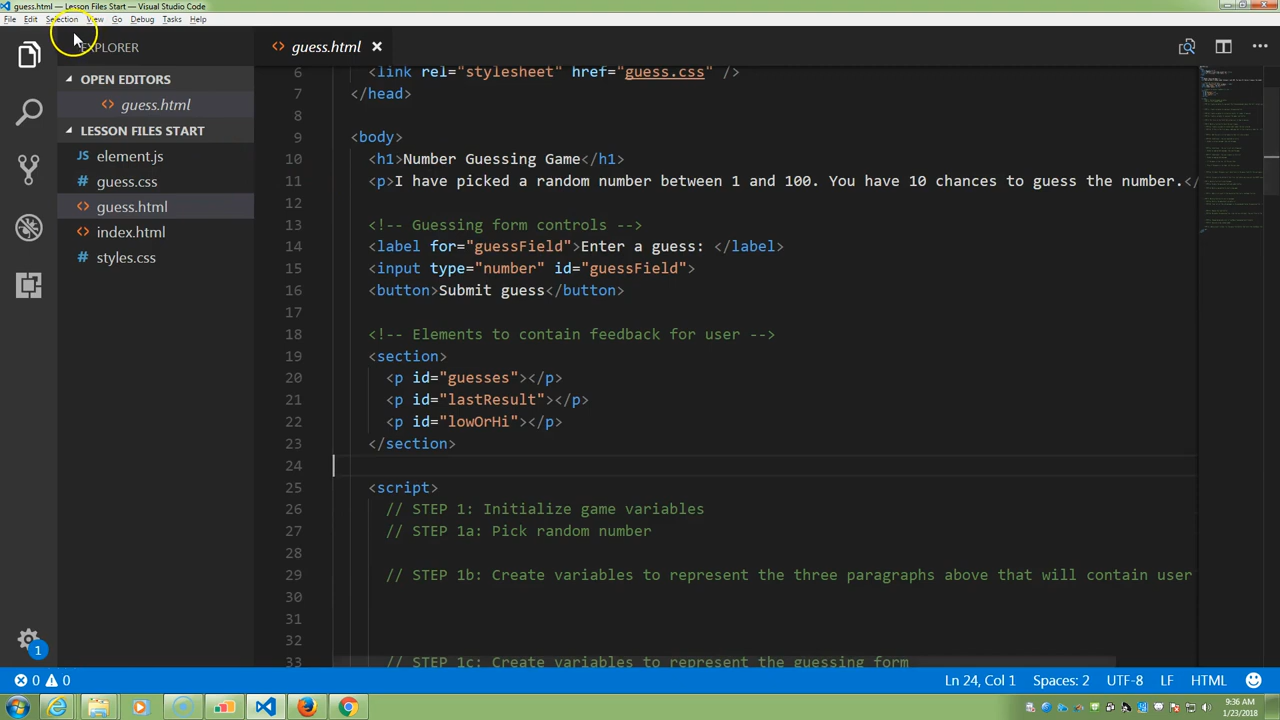 guess.html — Lesson Files Start — Visual Studio Code
File Edit Selection View Go Debug Tasks Help
EXPLORER
OPEN EDITORS
guess.html
LESSON FILES START
JS element.js
# guess.css
guess.html
index.html
# styles.css
1
guess.html
6 <link rel="stylesheet" href="guess.css" />
7 </head>
8
9 <body>
10 <h1>Number Guessing Game</h1>
11 <p>I have picked a random number between 1 and 100. You have 10 chances to guess the number.</
12
13 <!-- Guessing form controls -->
14 <label for="guessField">Enter a guess: </label>
15 <input type="number" id="guessField">
16 <button>Submit guess</button>
17
18 <!-- Elements to contain feedback for user -->
19 <section>
20 <p id="guesses"></p>
21 <p id="lastResult"></p>
22 <p id="lowOrHi"></p>
23 </section>
24
25 <script>
26 // STEP 1: Initialize game variables
27 // STEP 1a: Pick random number
28
29 // STEP 1b: Create variables to represent the three paragraphs above that will contain user
30
31
32
33 // STEP 1c: Create variables to represent the guessing form
0 0 Ln 24, Col 1 Spaces: 2 UTF-8 LF HTML
9:36 AM
1/23/2018